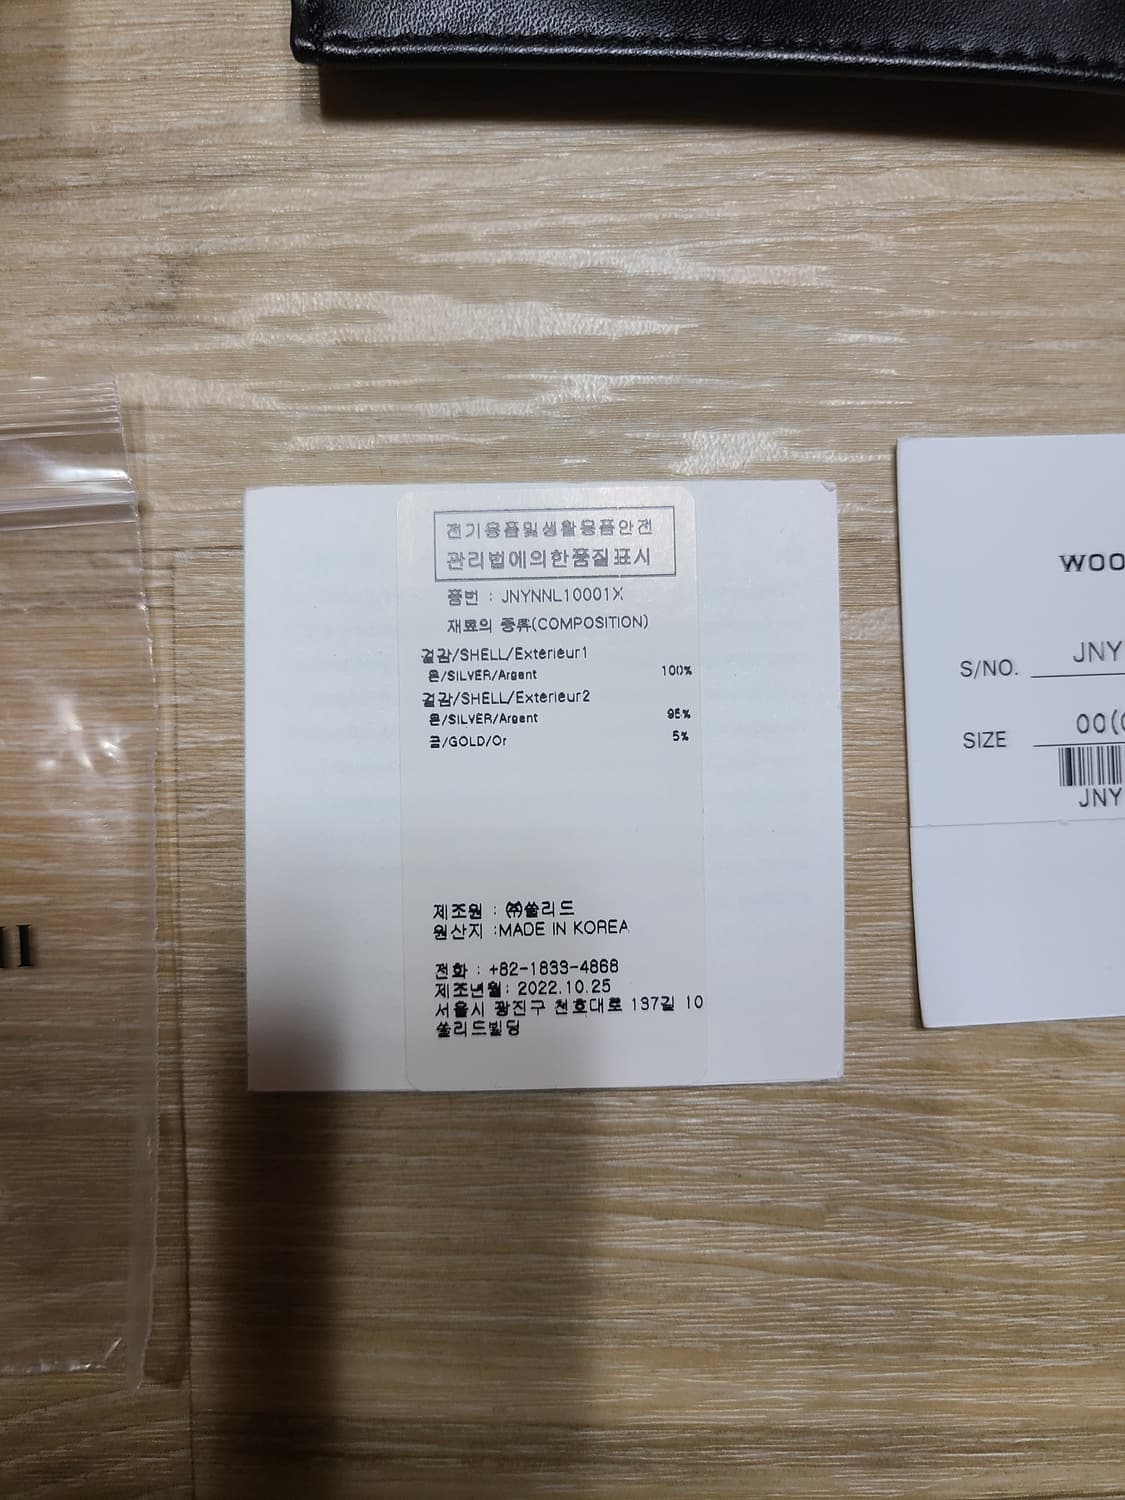 전기용품및생활용품안전
관리법에의한품질표시
품번 : JNYNNL10001X
재료의 종류(COMPOSITION)
겉감/SHELL/Exterieur1
은/SILVER/Argent 100%
겉감/SHELL/Exterieur2
은/SILVER/Argent 95%
금/GOLD/Or 5%
제조원 : ㈜쏠리드
원산지 :MADE IN KOREA
전화 : +82-1833-4868
제조년월: 2022.10.25
서울시 광진구 천호대로 137길 10
쏠리드빌딩
WOO
S/NO. JNY
SIZE 00(
JNY